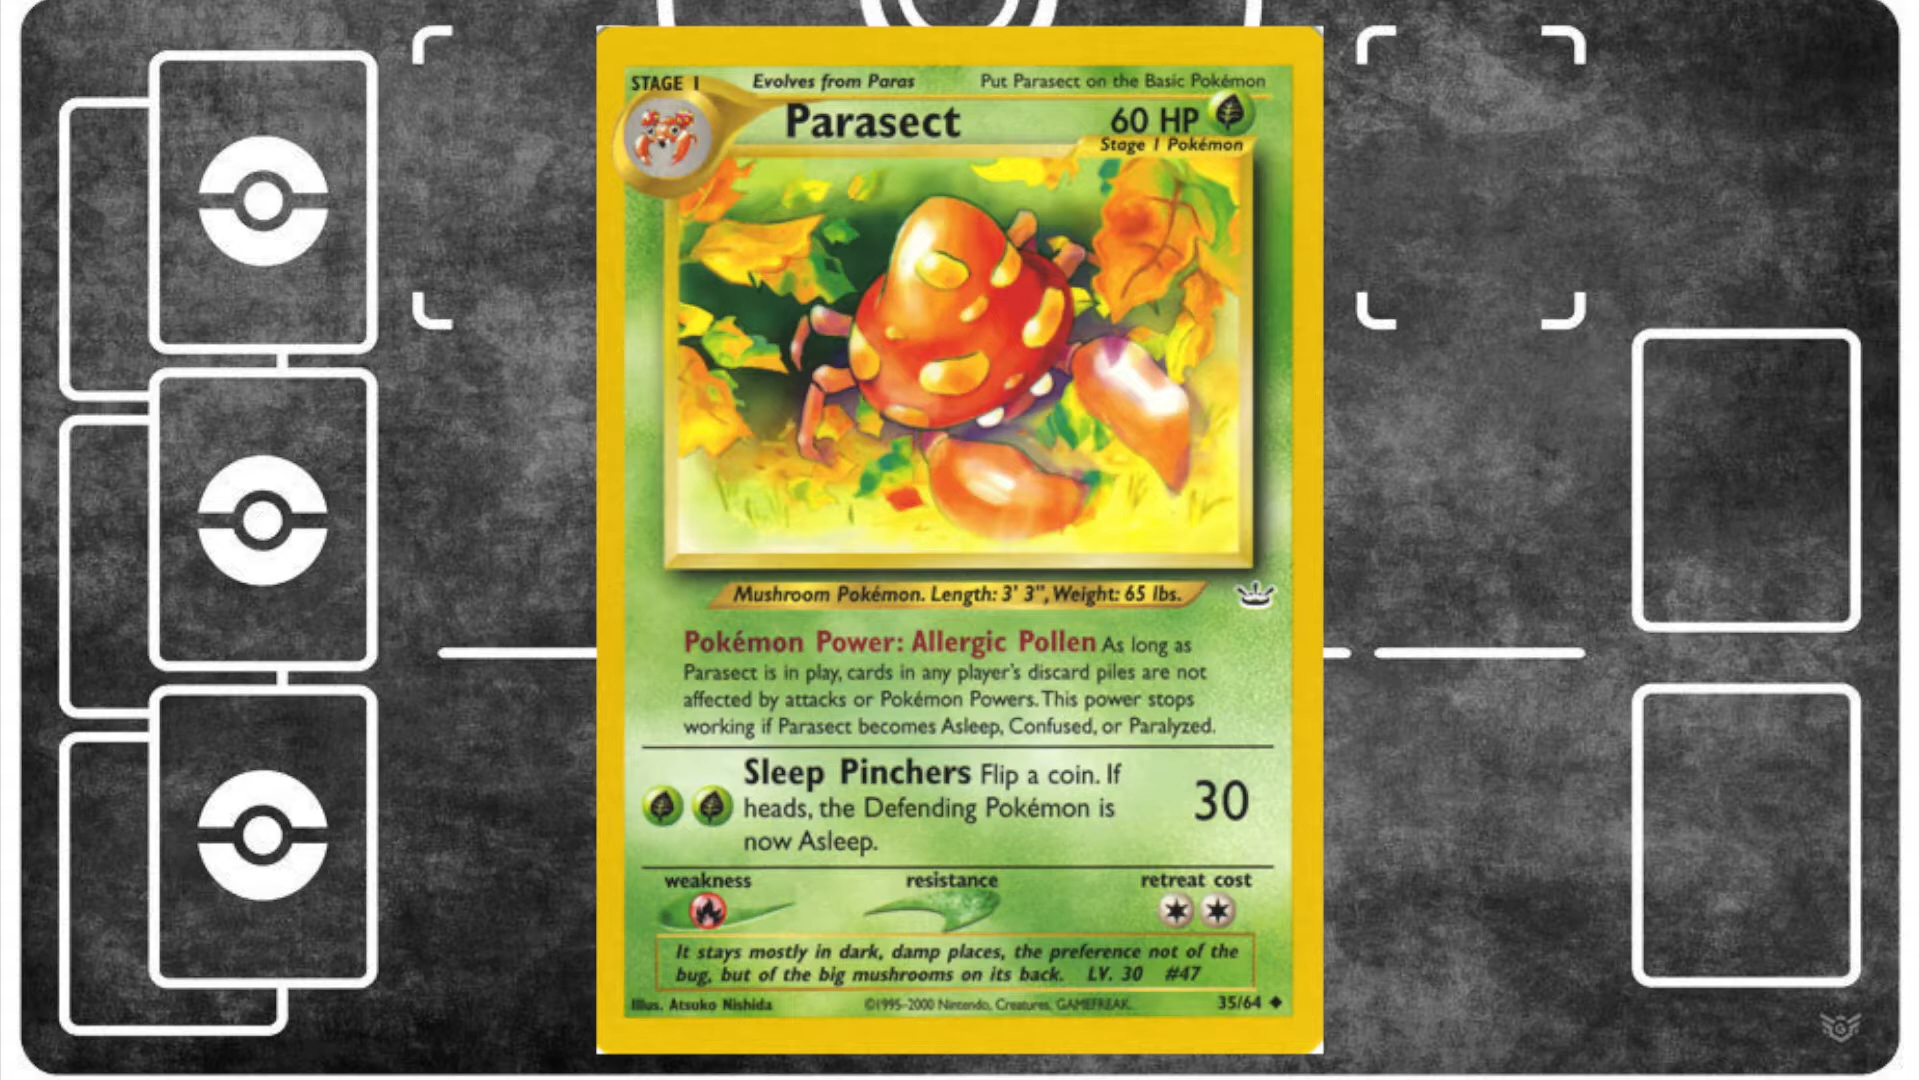 STAGE 1 Evolves from Paras Put Parasect on the Basic Pokémon
Parasect 60 HP
Stage 1 Pokémon
Mushroom Pokémon. Length: 3' 3", Weight: 65 lbs.
Pokémon Power: Allergic Pollen As long as
Parasect is in play, cards in any player's discard piles are not
affected by attacks or Pokémon Powers. This power stops
working if Parasect becomes Asleep, Confused, or Paralyzed.
Sleep Pinchers Flip a coin. If
heads, the Defending Pokémon is
now Asleep.
30
weakness resistance retreat cost
It stays mostly in dark, damp places, the preference not of the
bug, but of the big mushrooms on its back. LV. 30 #47
Illus. Atsuko Nishida ©1995-2000 Nintendo, Creatures, GAMEFREAK. 35/64